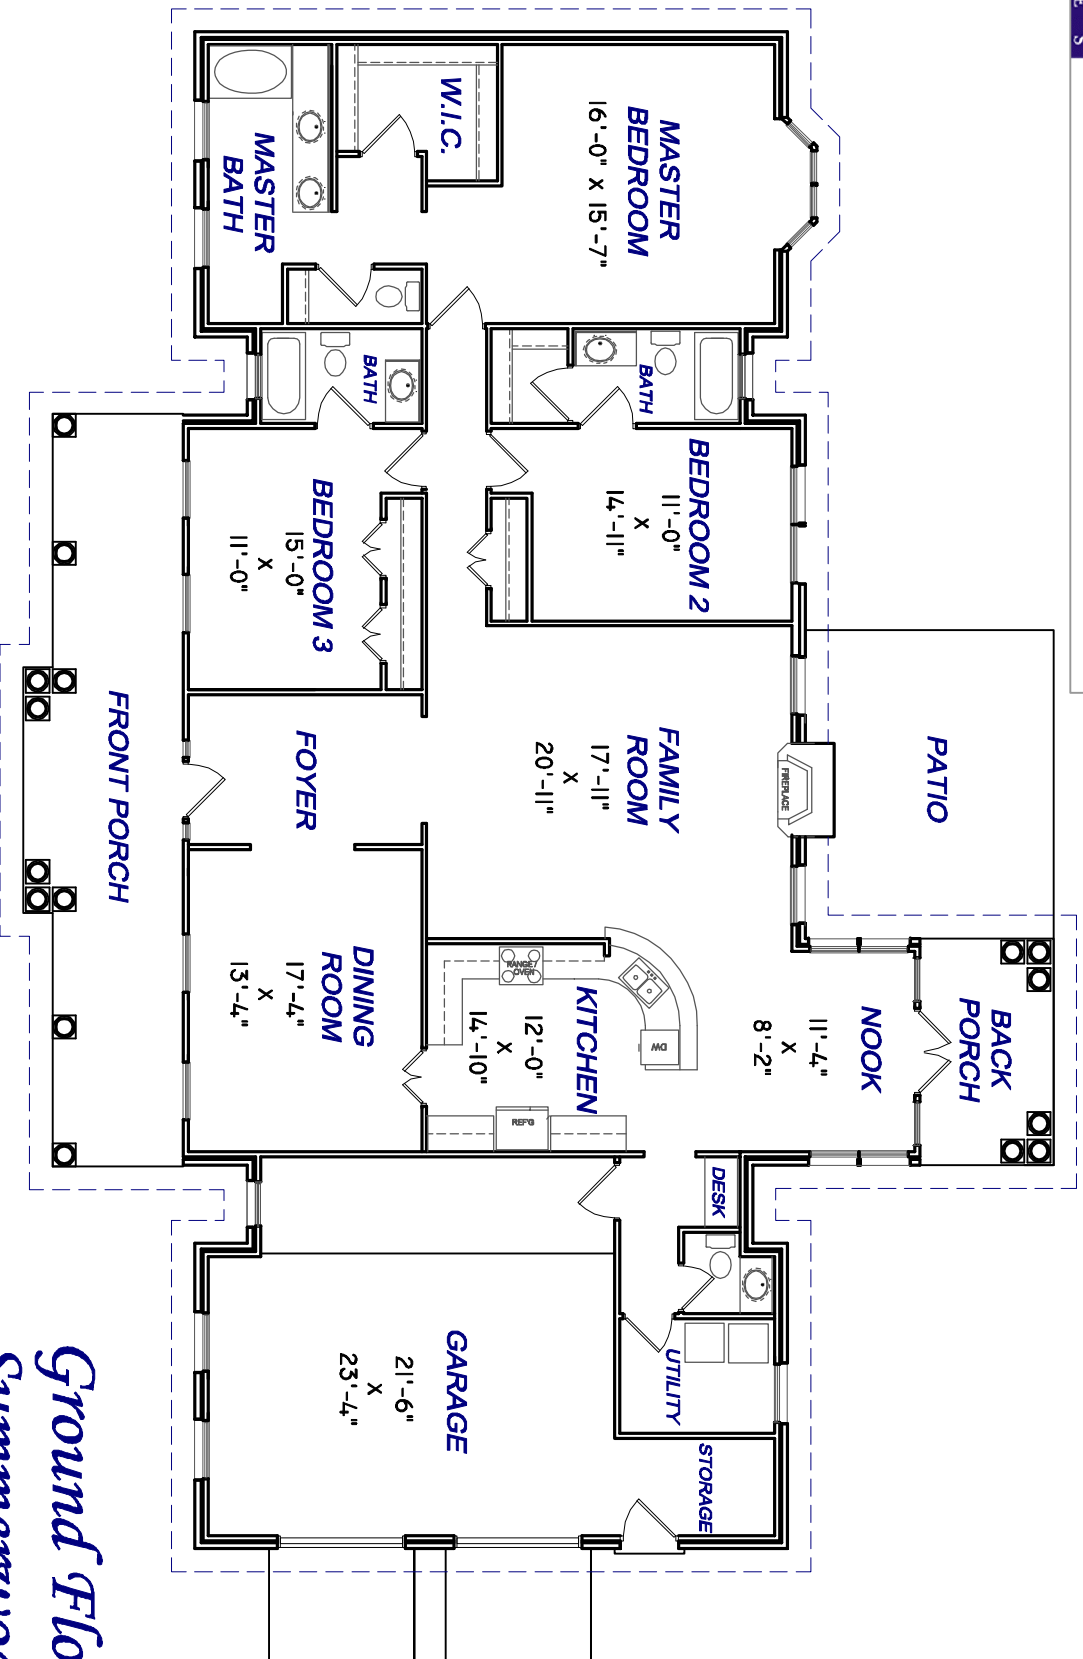 E S
PATIO
BACK
PORCH
NOOK
11'-4"
X
8'-2"
MASTER
BEDROOM
16'-0" X 15'-7"
W.I.C.
MASTER
BATH
BATH
BATH
BEDROOM 2
11'-0"
X
14'-11"
BEDROOM 3
15'-0"
X
11'-0"
FAMILY
ROOM
17'-11"
X
20'-11"
FIREPLACE
KITCHEN
12'-0"
X
14'-10"
RANGE/
OVEN
DW
REF'G
DESK
UTILITY
STORAGE
GARAGE
21'-6"
X
23'-4"
FOYER
DINING
ROOM
17'-4"
X
13'-4"
FRONT PORCH
Ground Flo